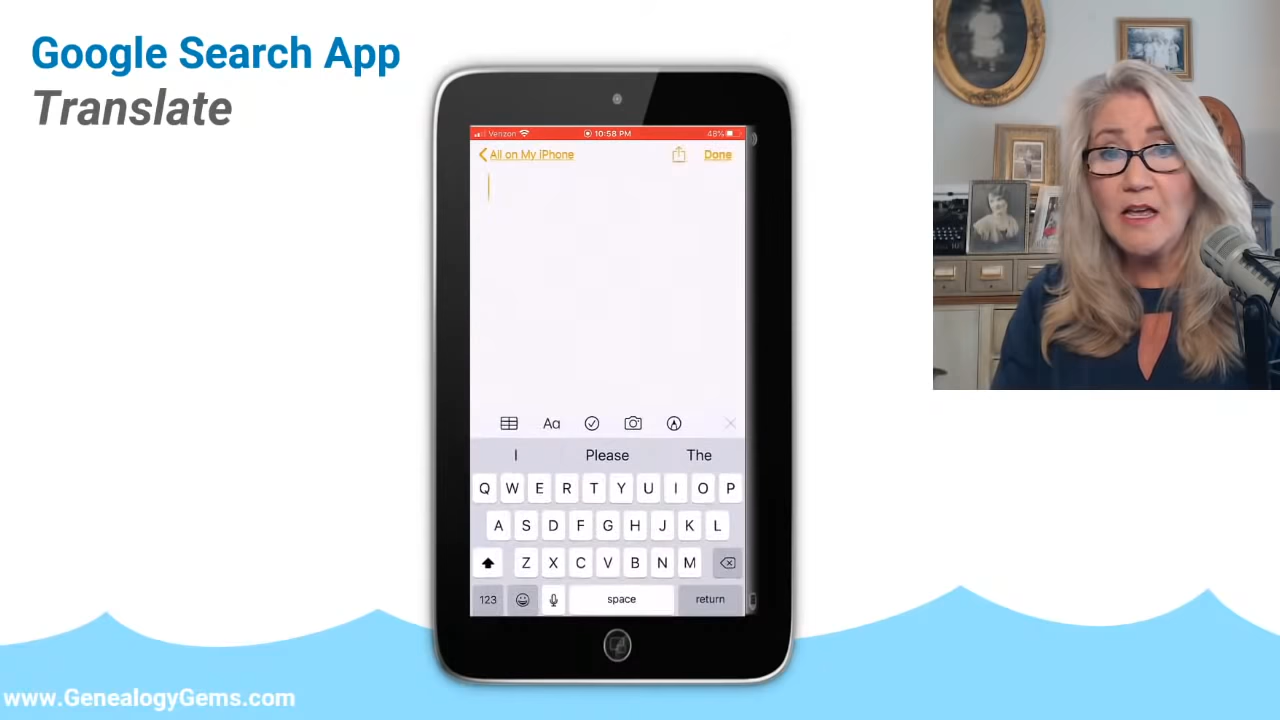 Google Search App
Translate
Verizon 10:58 PM 48%
All on My iPhone Done
Aa
I Please The
Q W E R T Y U I O P
A S D F G H J K L
Z X C V B N M
123 space return
www.GenealogyGems.com